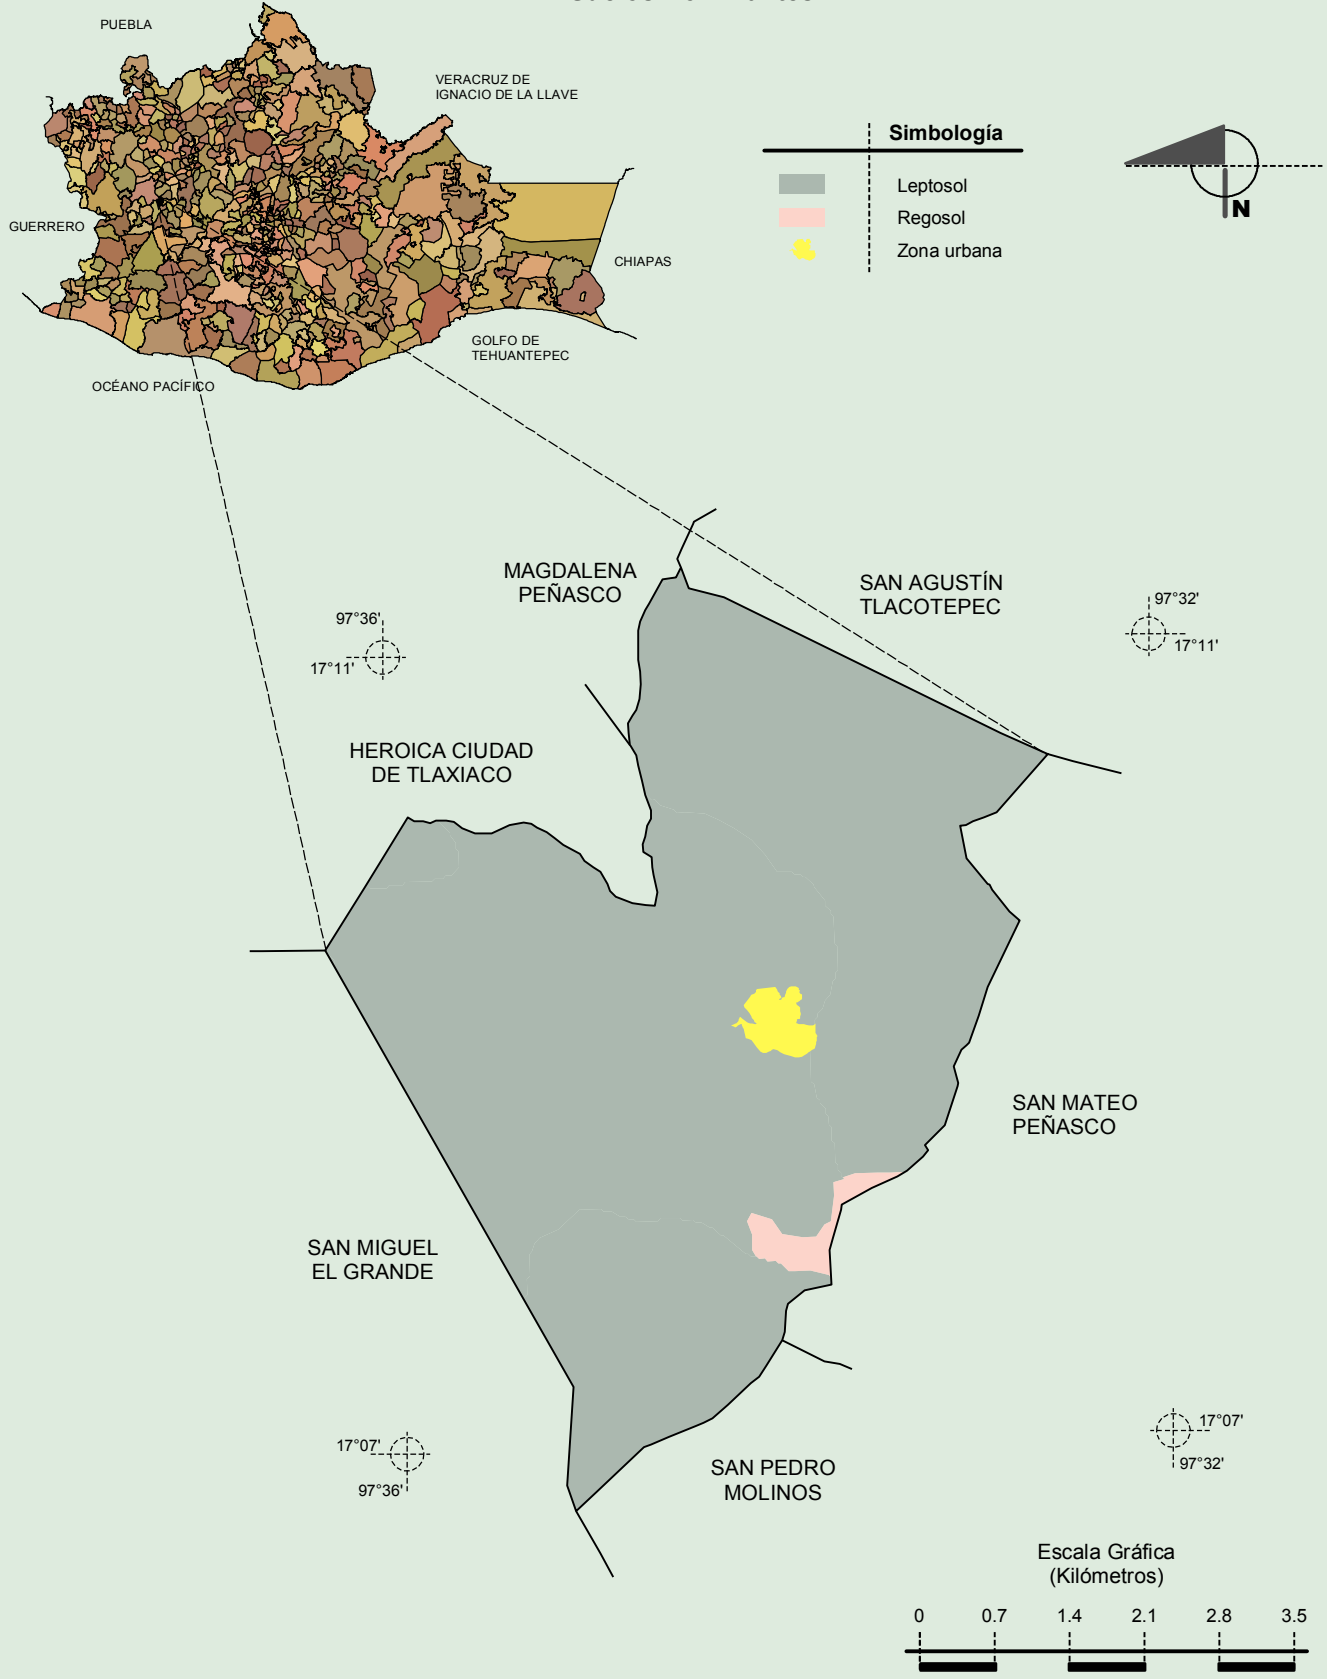 PUEBLA
VERACRUZ DE
IGNACIO DE LA LLAVE
GUERRERO
CHIAPAS
GOLFO DE
TEHUANTEPEC
OCÉANO PACÍFICO
Simbología
Leptosol
Regosol
Zona urbana
N
MAGDALENA
PEÑASCO
SAN AGUSTÍN
TLACOTEPEC
97°36'
17°11'
97°32'
17°11'
HEROICA CIUDAD
DE TLAXIACO
SAN MATEO
PEÑASCO
SAN MIGUEL
EL GRANDE
17°07'
97°36'
SAN PEDRO
MOLINOS
17°07'
97°32'
Escala Gráfica
(Kilómetros)
0 0.7 1.4 2.1 2.8 3.5